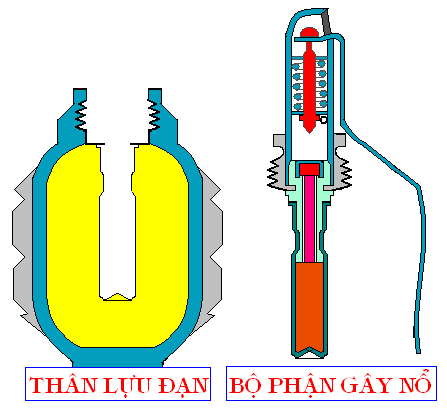 THÂN LỰU ĐẠN
BỘ PHẬN GÂY NỔ